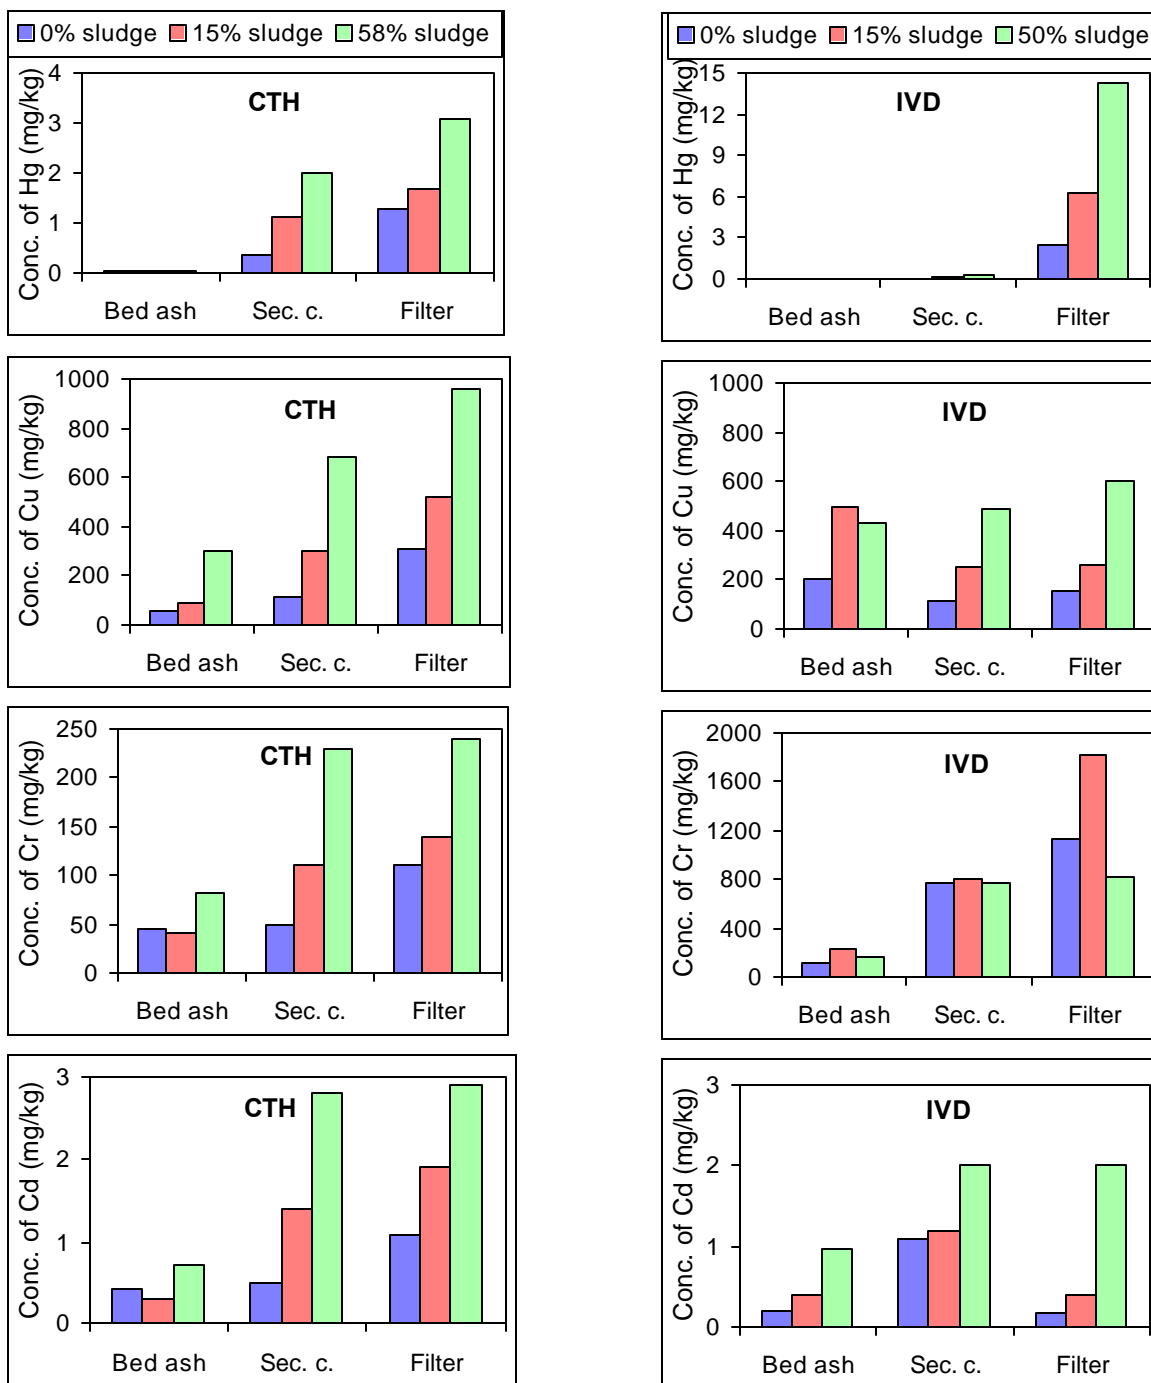 0% sludge 15% sludge 58% sludge
Conc. of Hg (mg/kg)
4
3
2
1
0
CTH
Bed ash Sec. c. Filter
0% sludge 15% sludge 50% sludge
Conc. of Hg (mg/kg)
15
12
9
6
3
0
IVD
Bed ash Sec. c. Filter
Conc. of Cu (mg/kg)
1000
800
600
400
200
0
CTH
Bed ash Sec. c. Filter
Conc. of Cu (mg/kg)
1000
800
600
400
200
0
IVD
Bed ash Sec. c. Filter
Conc. of Cr (mg/kg)
250
200
150
100
50
0
CTH
Bed ash Sec. c. Filter
Conc. of Cr (mg/kg)
2000
1600
1200
800
400
0
IVD
Bed ash Sec. c. Filter
Conc. of Cd (mg/kg)
3
2
1
0
CTH
Bed ash Sec. c. Filter
Conc. of Cd (mg/kg)
3
2
1
0
IVD
Bed ash Sec. c. Filter